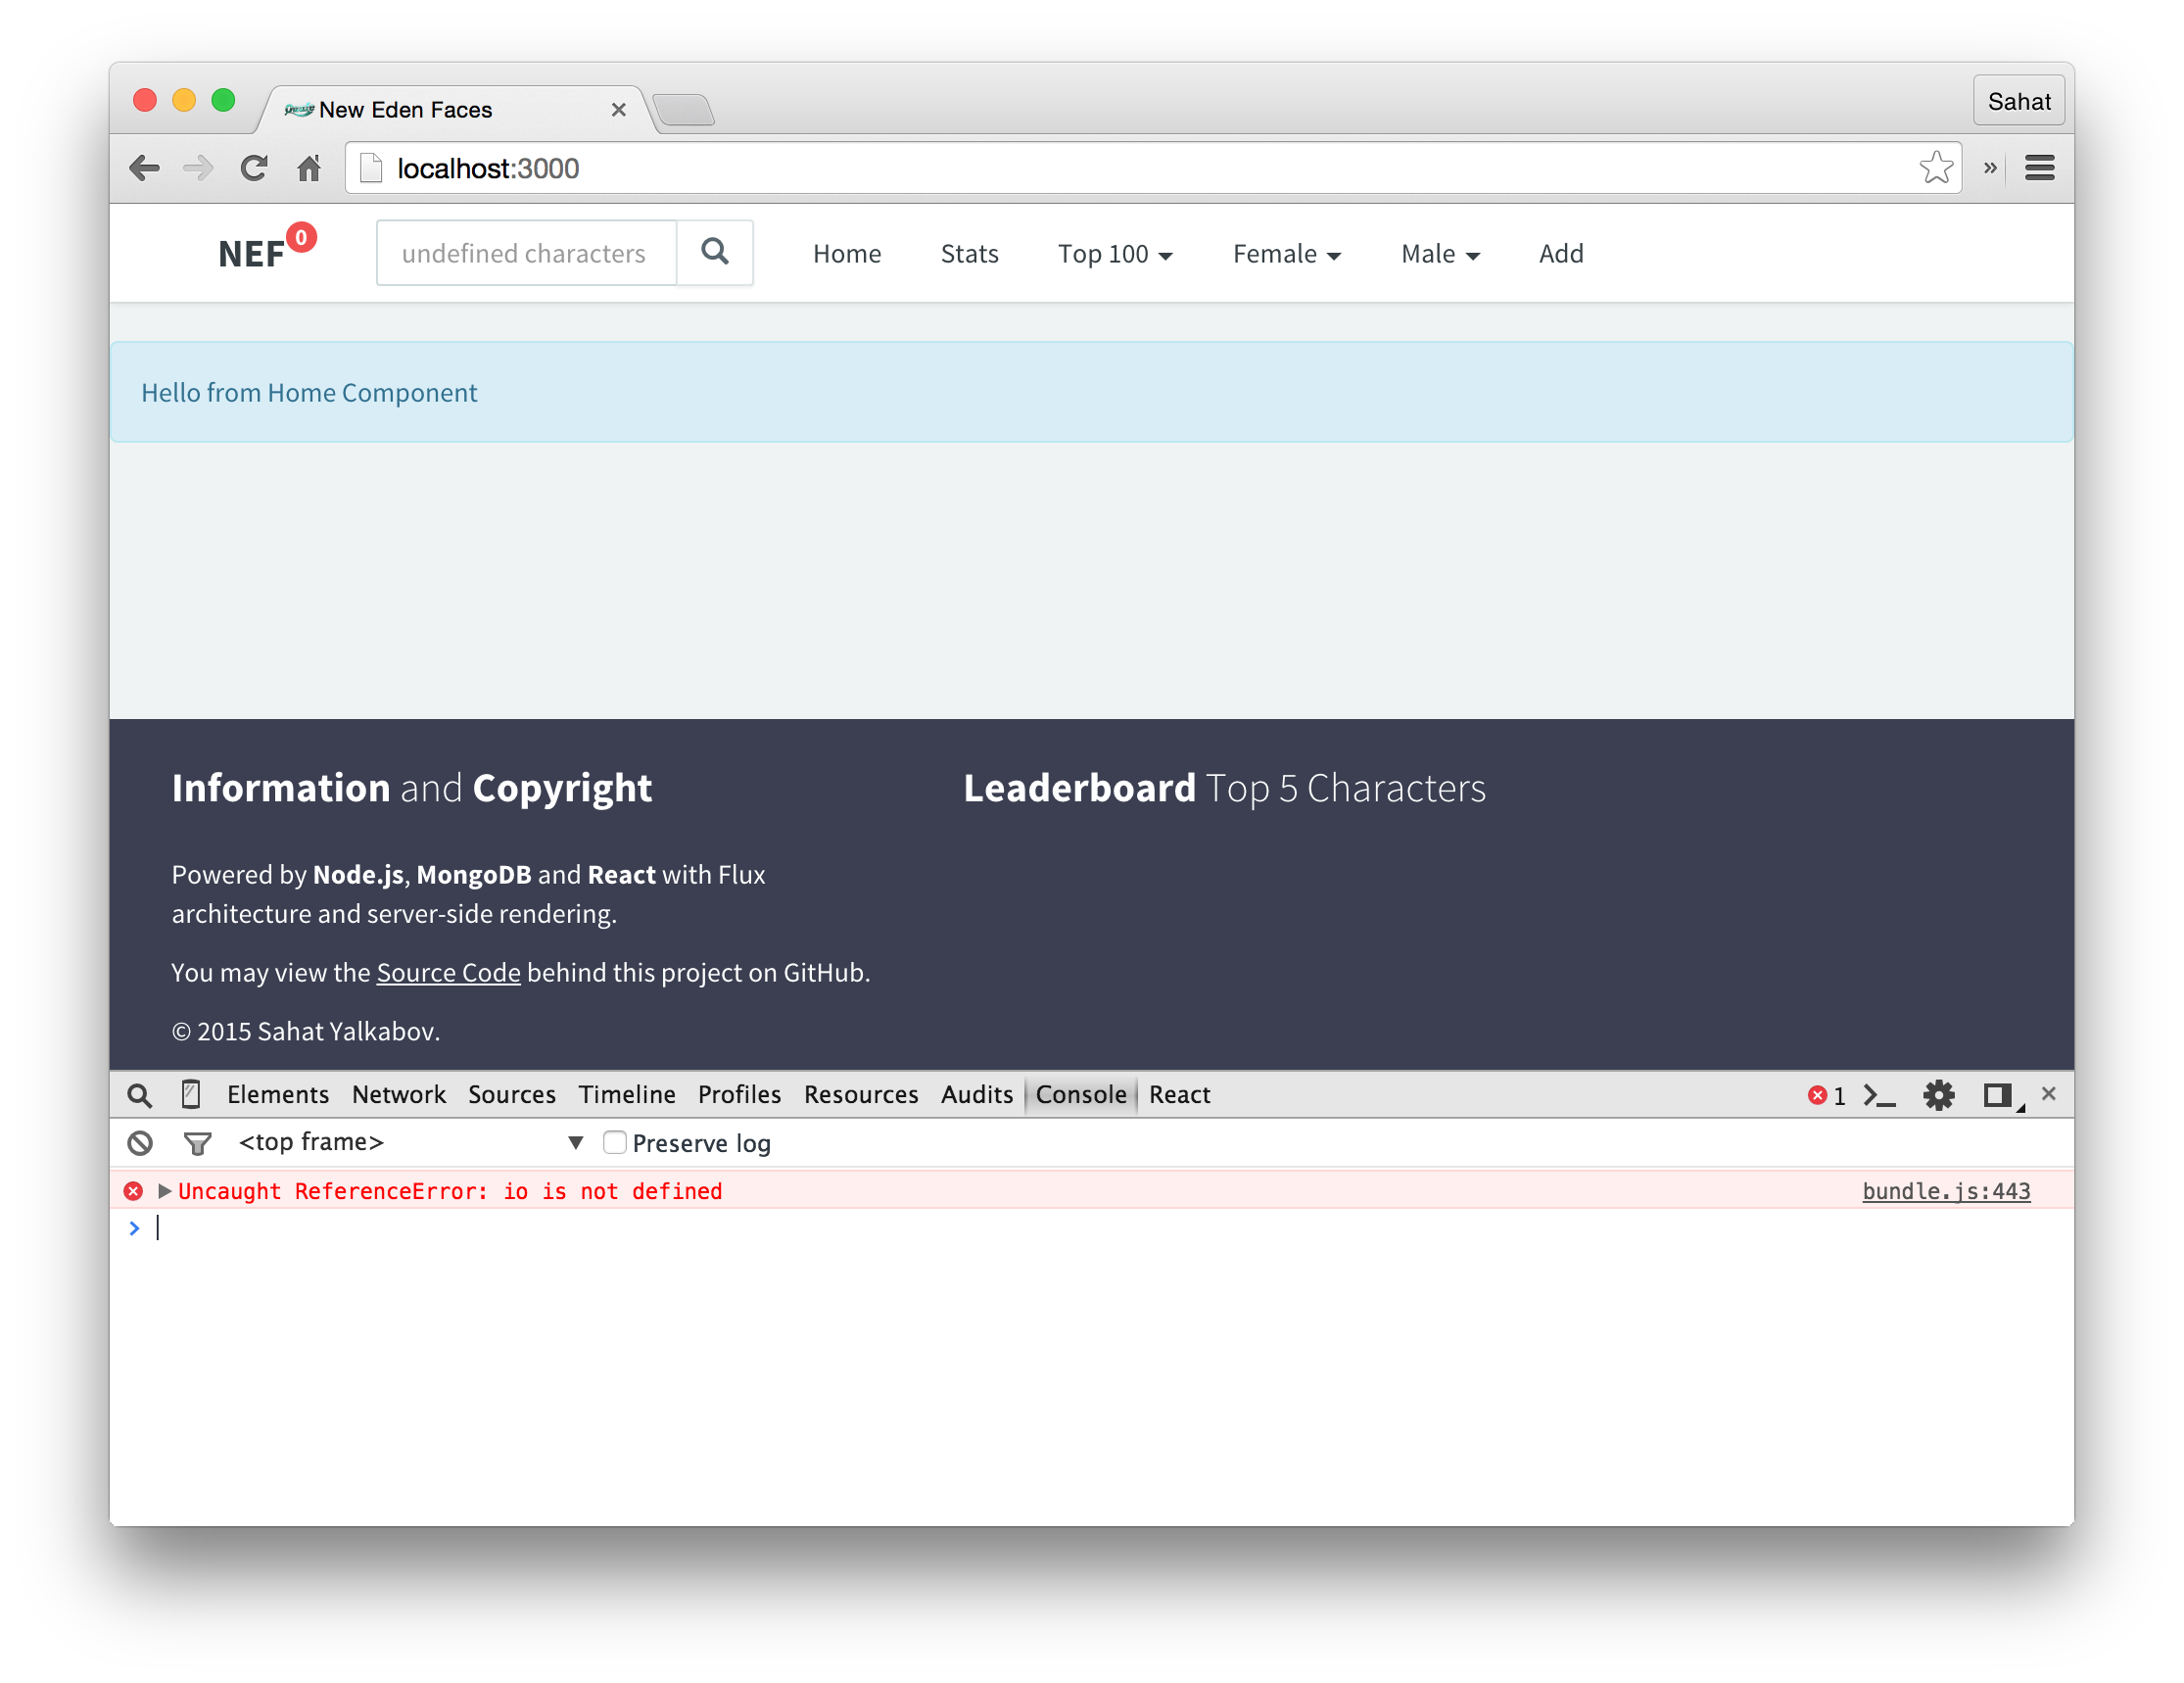 New Eden Faces
Sahat
localhost:3000
NEF 0 undefined characters Home Stats Top 100 Female Male Add
Hello from Home Component
Information and Copyright
Powered by Node.js, MongoDB and React with Flux
architecture and server-side rendering.
You may view the Source Code behind this project on GitHub.
© 2015 Sahat Yalkabov.
Leaderboard Top 5 Characters
Elements Network Sources Timeline Profiles Resources Audits Console React 1
<top frame> Preserve log
Uncaught ReferenceError: io is not defined bundle.js:443